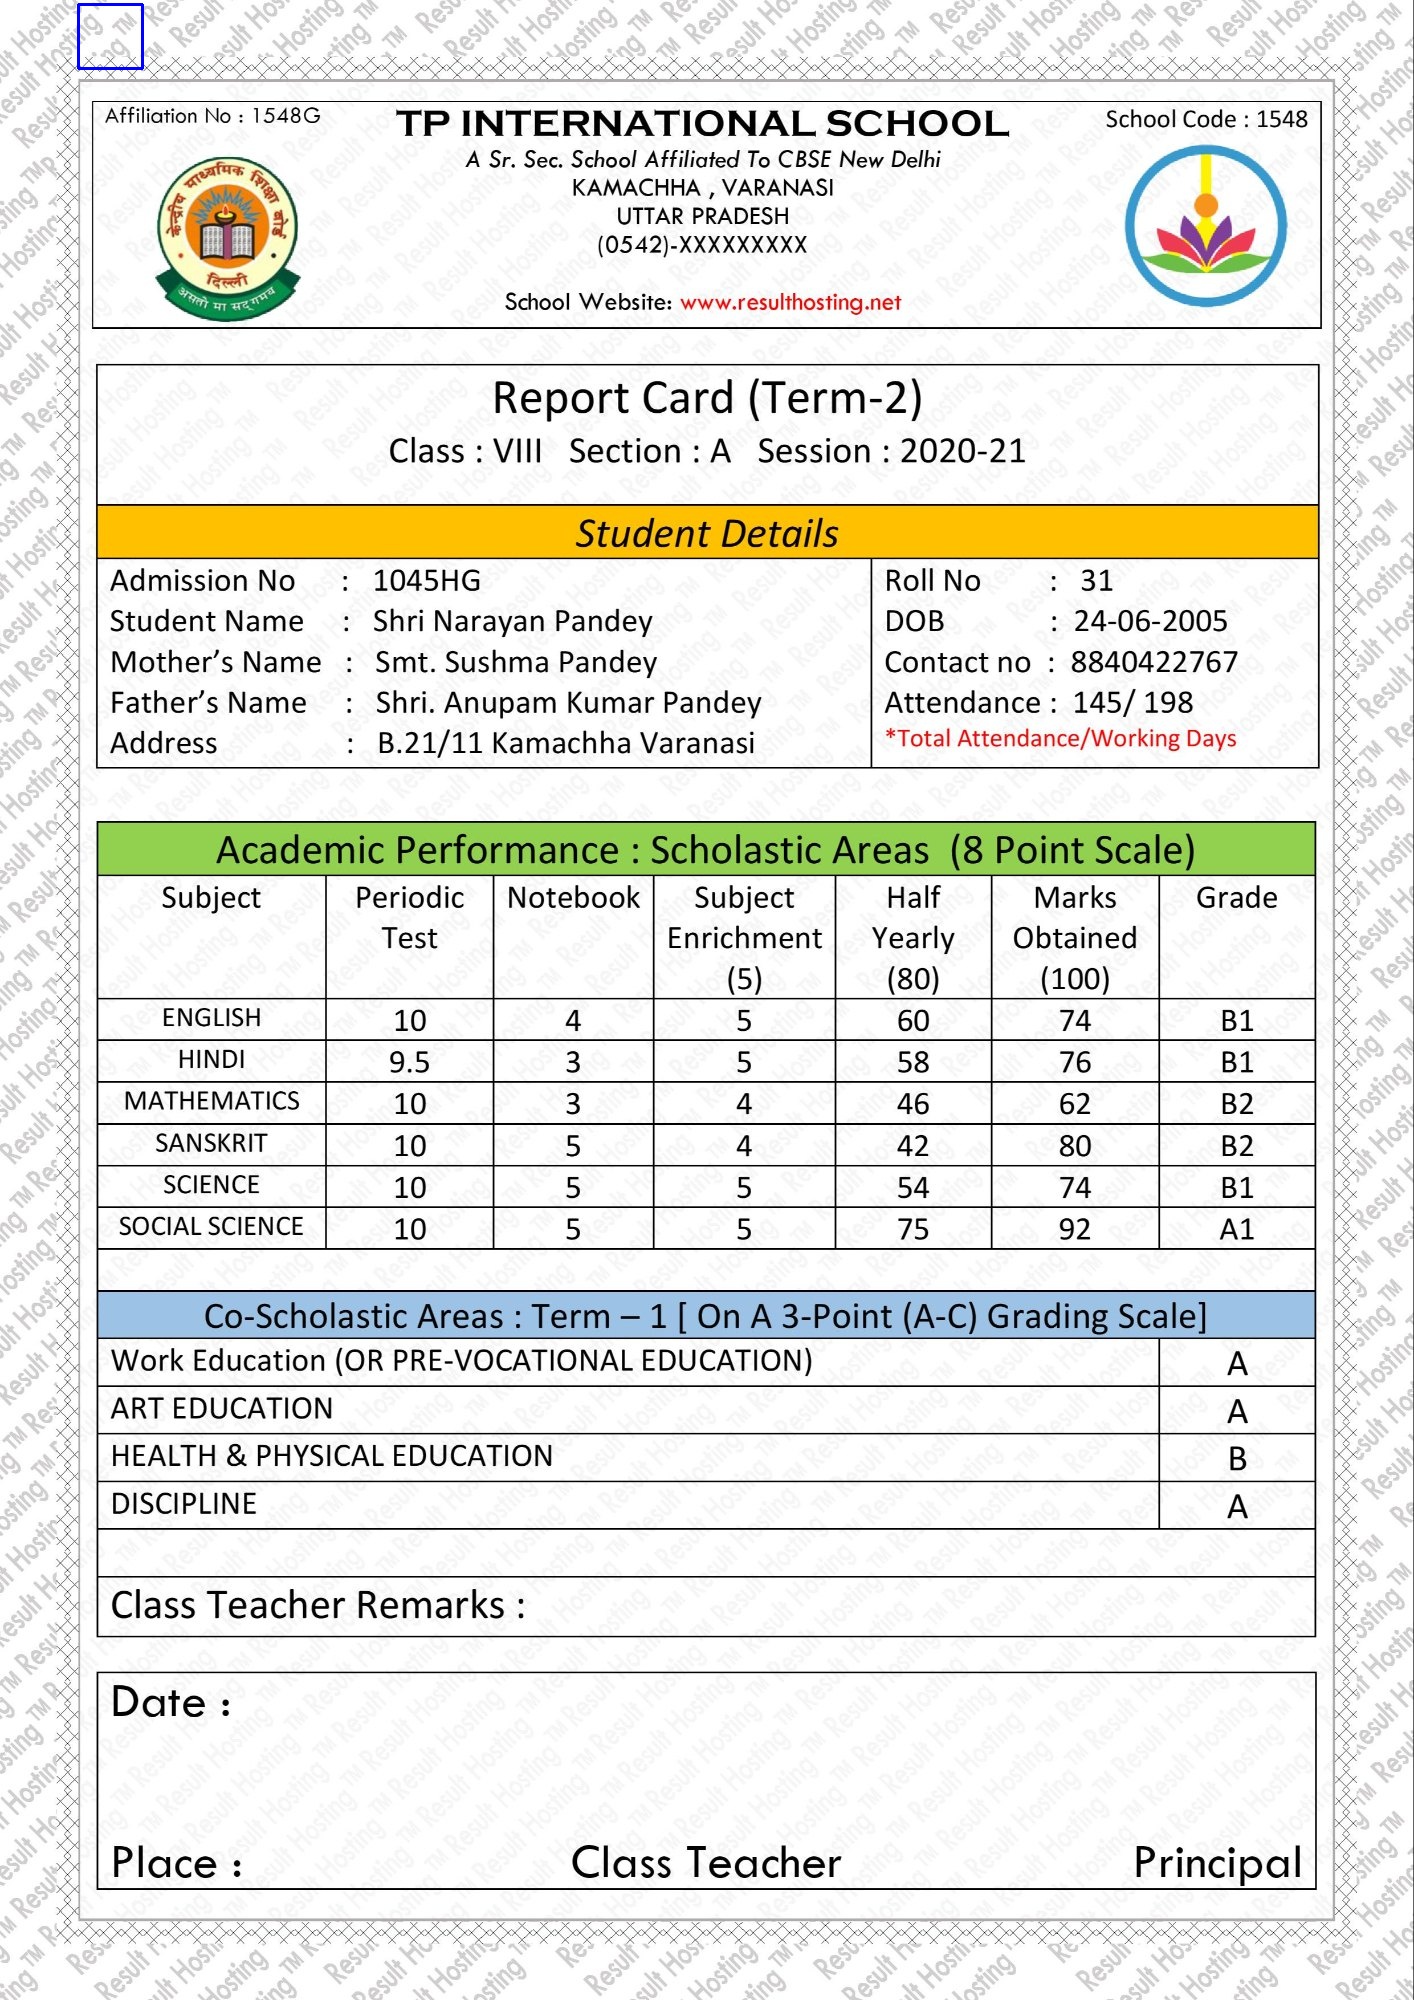 Affiliation No : 1548G
TP INTERNATIONAL SCHOOL
School Code : 1548
A Sr. Sec. School Affiliated To CBSE New Delhi
KAMACHHA , VARANASI
UTTAR PRADESH
(0542)-XXXXXXXXX
School Website: www.resulthosting.net
केन्द्रीय माध्यमिक शिक्षा बोर्ड
दिल्ली
असतो मा सद्गमय
Report Card (Term-2)
Class : VIII Section : A Session : 2020-21
Student Details
Admission No : 1045HG
Student Name : Shri Narayan Pandey
Mother’s Name : Smt. Sushma Pandey
Father’s Name : Shri. Anupam Kumar Pandey
Address : B.21/11 Kamachha Varanasi
Roll No : 31
DOB : 24-06-2005
Contact no : 8840422767
Attendance : 145/ 198
*Total Attendance/Working Days
Academic Performance : Scholastic Areas (8 Point Scale)
Subject Periodic Test Notebook Subject Enrichment (5) Half Yearly (80) Marks Obtained (100) Grade
ENGLISH 10 4 5 60 74 B1
HINDI 9.5 3 5 58 76 B1
MATHEMATICS 10 3 4 46 62 B2
SANSKRIT 10 5 4 42 80 B2
SCIENCE 10 5 5 54 74 B1
SOCIAL SCIENCE 10 5 5 75 92 A1
Co-Scholastic Areas : Term – 1 [ On A 3-Point (A-C) Grading Scale]
Work Education (OR PRE-VOCATIONAL EDUCATION) A
ART EDUCATION A
HEALTH & PHYSICAL EDUCATION B
DISCIPLINE A
Class Teacher Remarks :
Date :
Place : Class Teacher Principal
Result Hosting ™